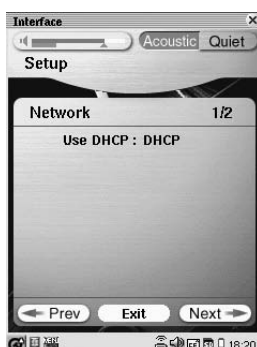 Interface ×
Acoustic Quiet
Setup
Network 1/2
Use DHCP : DHCP
Prev Exit Next
18:20